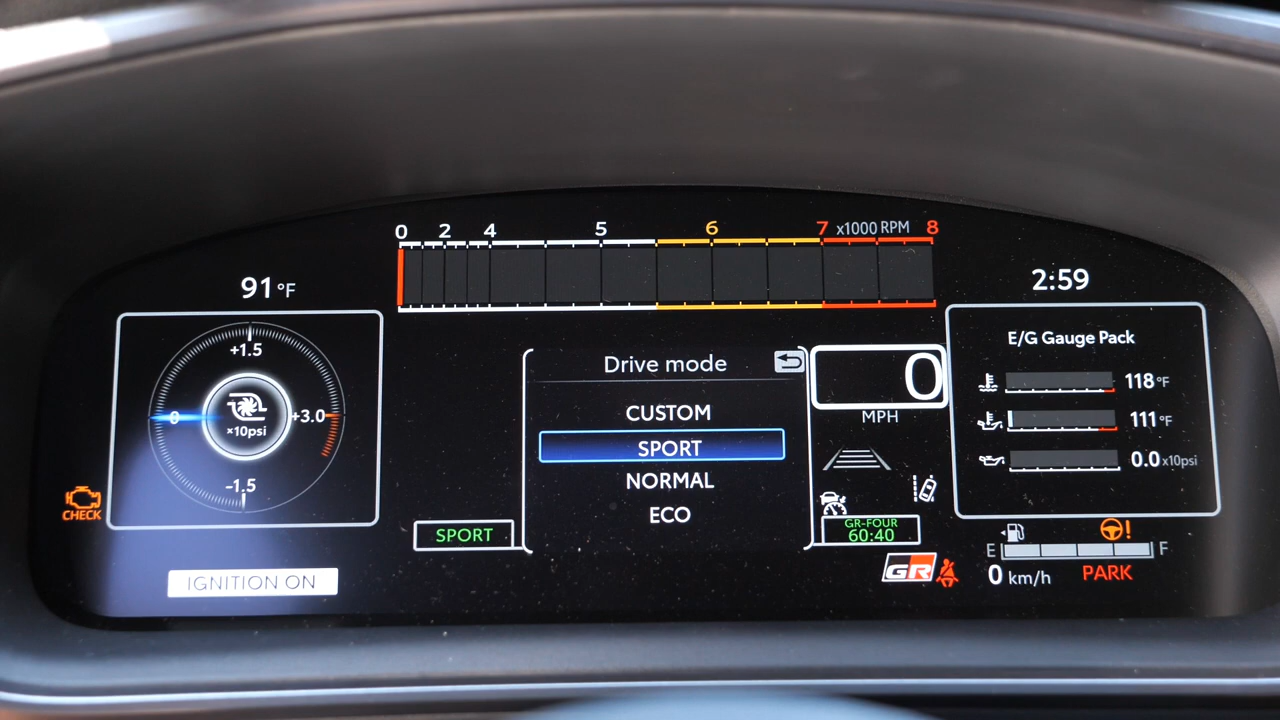 0 2 4 5 6 7 x1000 RPM 8
91 °F
2:59
+1.5
0
×10psi
+3.0
-1.5
CHECK
IGNITION ON
Drive mode
CUSTOM
SPORT
NORMAL
ECO
SPORT
0
MPH
GR-FOUR
60:40
GR
E/G Gauge Pack
118 °F
111 °F
0.0 x10psi
E F
0 km/h
PARK